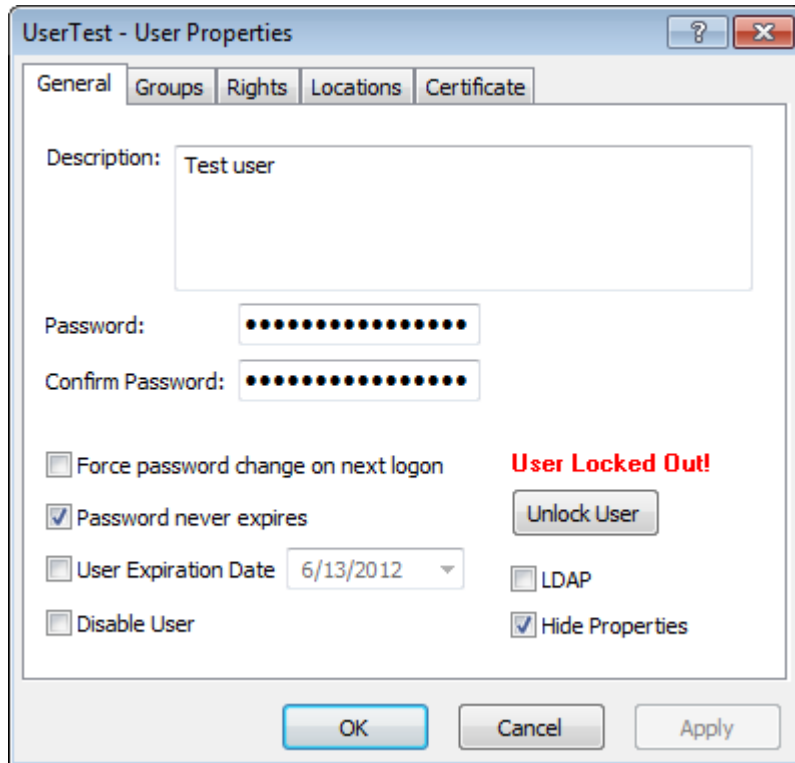 UserTest - User Properties
General Groups Rights Locations Certificate
Description: Test user
Password: ••••••••••••••••
Confirm Password: ••••••••••••••••
Force password change on next logon
User Locked Out!
Password never expires
Unlock User
User Expiration Date 6/13/2012
LDAP
Disable User
Hide Properties
OK Cancel Apply